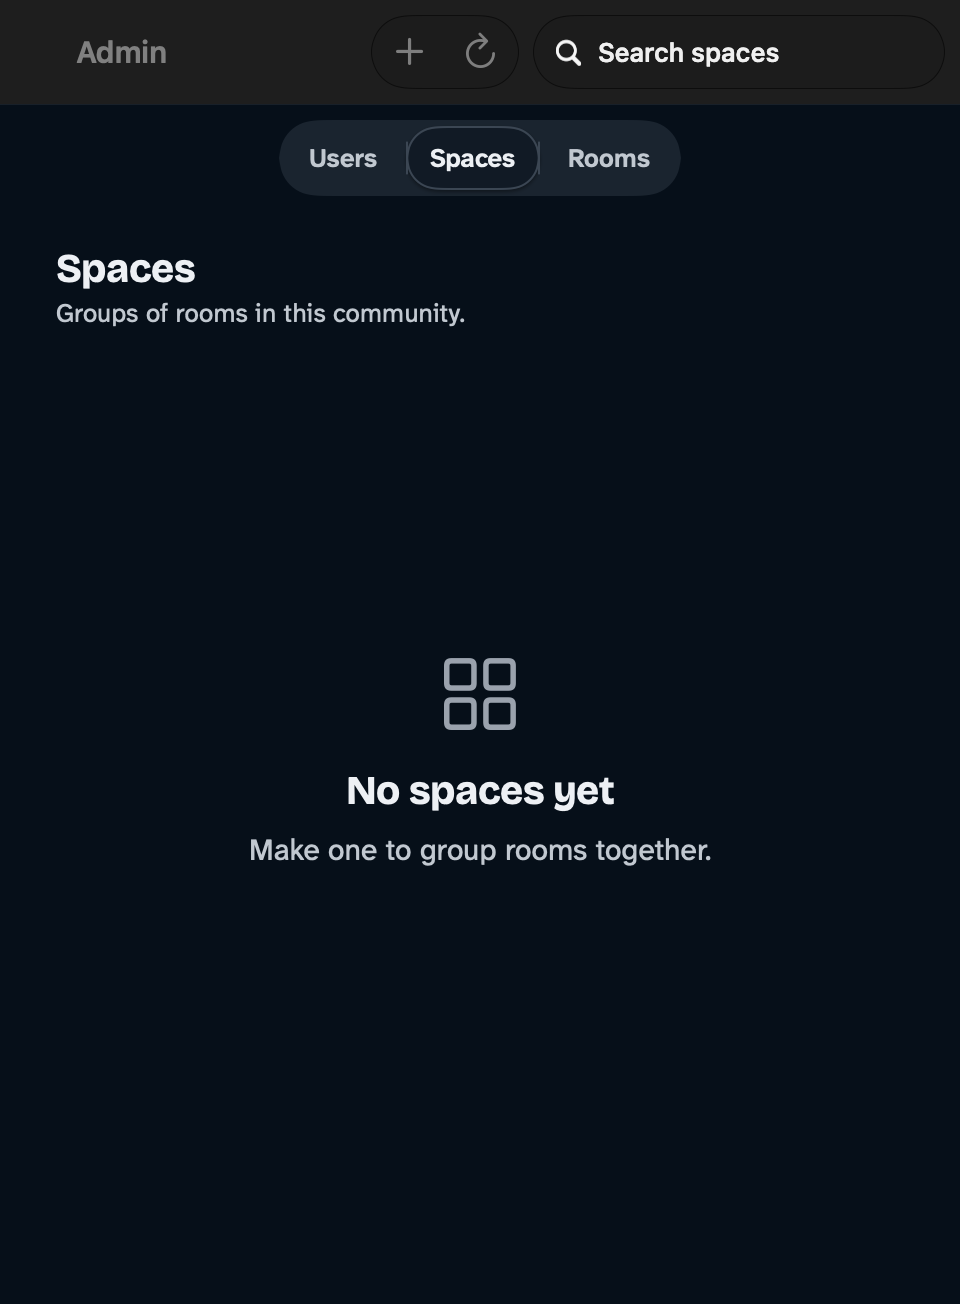 Admin
Search spaces
Users
Spaces
Rooms
Spaces
Groups of rooms in this community.
No spaces yet
Make one to group rooms together.